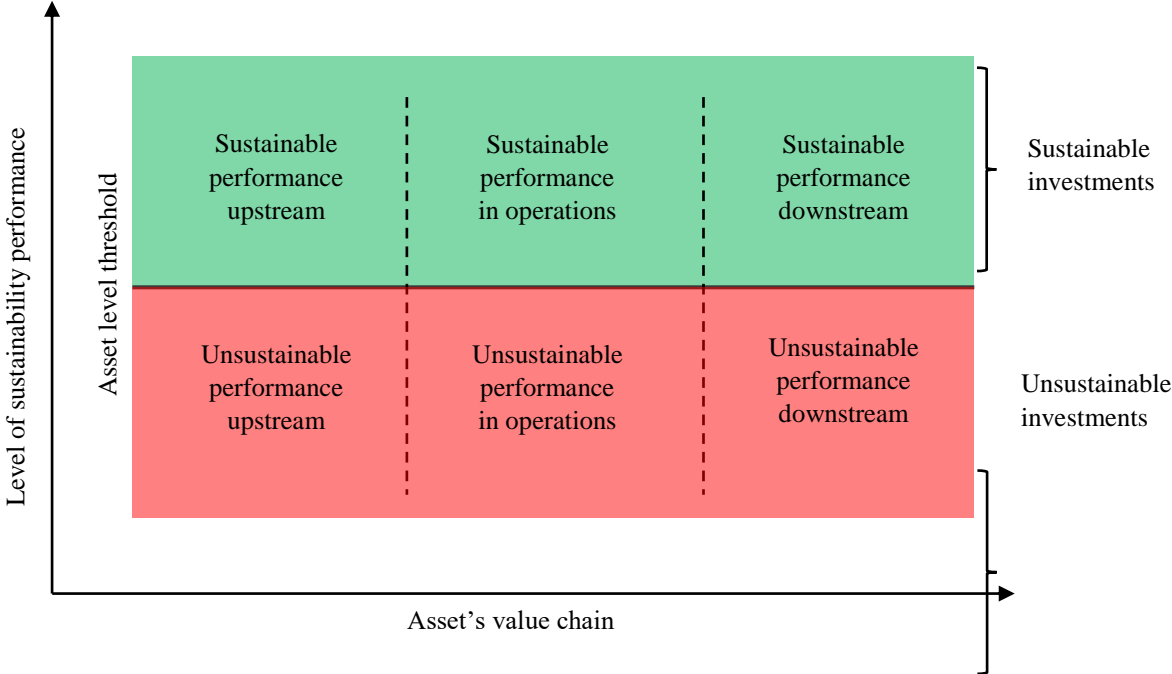 Level of sustainability performance
Asset level threshold
Sustainable
performance
upstream
Sustainable
performance
in operations
Sustainable
performance
downstream
Sustainable
investments
Unsustainable
performance
upstream
Unsustainable
performance
in operations
Unsustainable
performance
downstream
Unsustainable
investments
Asset’s value chain